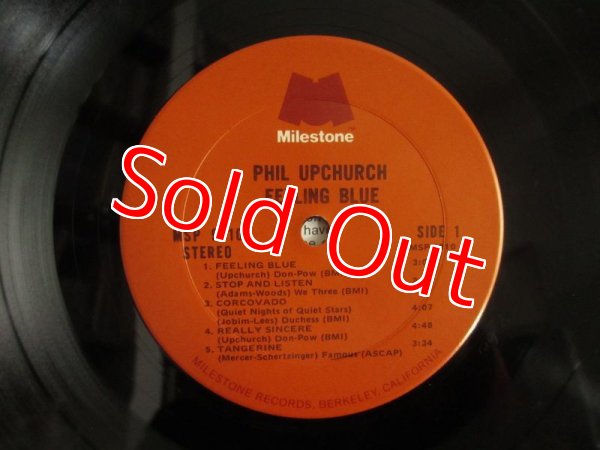 Milestone
PHIL UPCHURCH
FEELING BLUE
Sold Out
MSP
SIDE 1
STEREO
have
1. FEELING BLUE
(Upchurch) Don-Pow (BMI)
2. STOP AND LISTEN
(Adams-Woods) We Three (BMI)
3. CORCOVADO
(Quiet Nights of Quiet Stars) 4:07
(Jobim-Lees) Duchess (BMI)
4. REALLY SINCERE 4:48
(Upchurch) Don-Pow (BMI)
5. TANGERINE 3:34
(Mercer-Schertzinger) Famous (ASCAP)
MILESTONE RECORDS, BERKELEY, CALIFORNIA